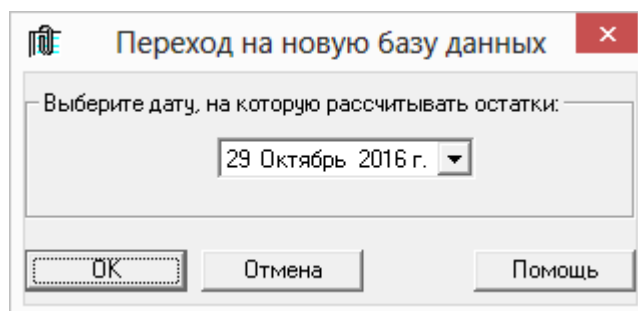 Переход на новую базу данных
Выберите дату, на которую рассчитывать остатки:
29 Октябрь 2016 г.
OK Отмена Помощь